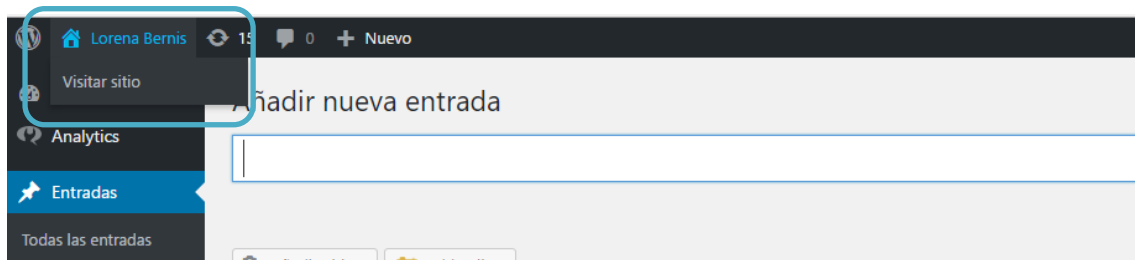 Lorena Bernis 15 0 + Nuevo
Visitar sitio
Añadir nueva entrada
Analytics
Entradas
Todas las entradas